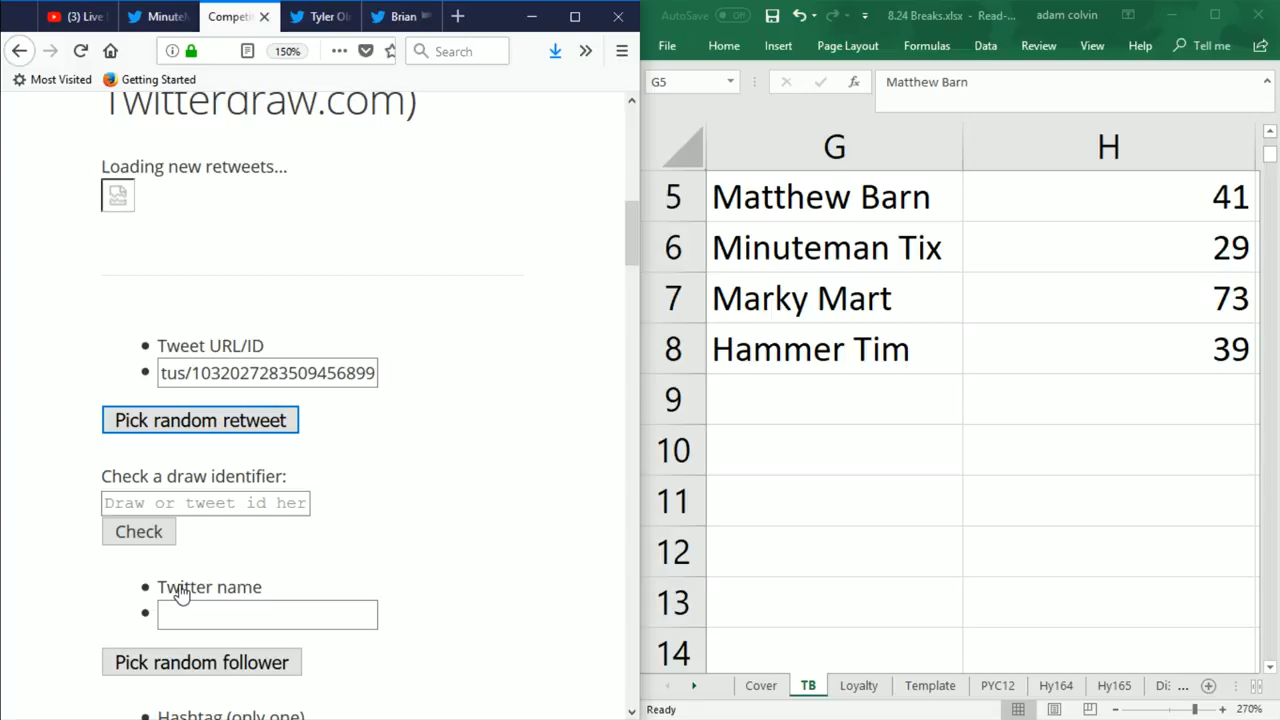 (3) Live
Minutem
Competi
Tyler Oln
Brian
150%
Search
Most Visited
Getting Started
Twitterdraw.com)
Loading new retweets...
Tweet URL/ID
tus/1032027283509456899
Pick random retweet
Check a draw identifier:
Draw or tweet id her
Check
Twitter name
Pick random follower
Hashtag (only one)
AutoSave Off
8.24 Breaks.xlsx - Read-...
adam colvin
File Home Insert Page Layout Formulas Data Review View Help Tell me
G5
fx
Matthew Barn
G H
5 Matthew Barn 41
6 Minuteman Tix 29
7 Marky Mart 73
8 Hammer Tim 39
9
10
11
12
13
14
Cover TB Loyalty Template PYC12 Hy164 Hy165 Di: ...
Ready
270%